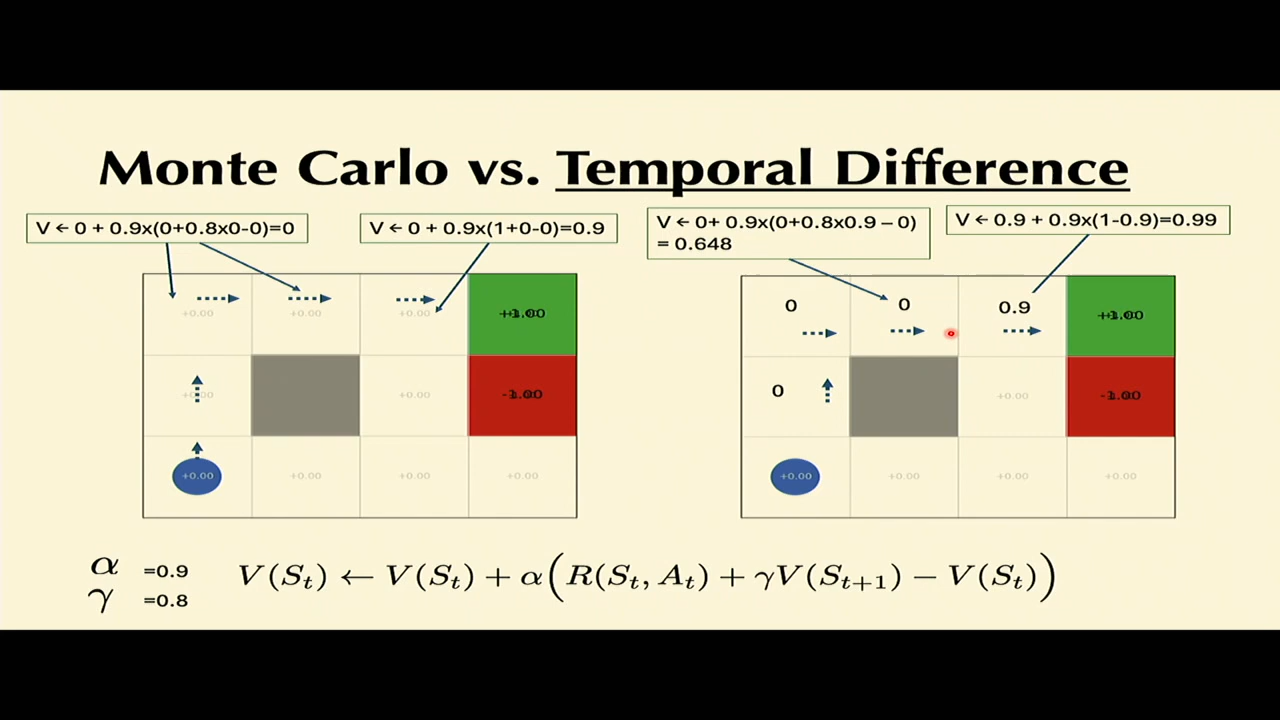 Monte Carlo vs. Temporal Difference
V ← 0 + 0.9x(0+0.8x0-0)=0
V ← 0 + 0.9x(1+0-0)=0.9
V ← 0+ 0.9x(0+0.8x0.9 – 0)
= 0.648
V ← 0.9 + 0.9x(1-0.9)=0.99
+0.00 +0.00 +0.00
+0.00 +0.00 -1.00
+0.00 +0.00 +0.00 +0.00
0 0 0.9 +1.00
0 +0.00 -1.00
+0.00 +0.00 +0.00 +0.00
α =0.9
γ =0.8
V(S_t) ← V(S_t) + α(R(S_t, A_t) + γV(S_{t+1}) − V(S_t))